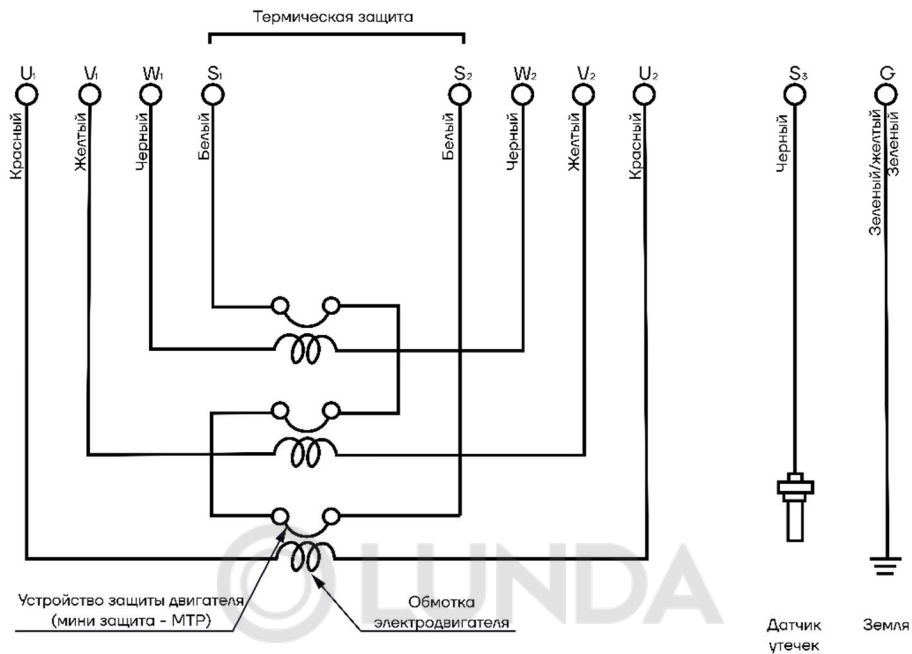 Термическая защита
U1 V1 W1 S1 S2 W2 V2 U2 S3 G
Красный
Желтый
Черный
Белый
Белый
Черный
Желтый
Красный
Черный
Зеленый/желтый
Зеленый
LUNDA
Устройство защиты двигателя
(мини защита - МТР)
Обмотка
электродвигателя
Датчик
утечек
Земля